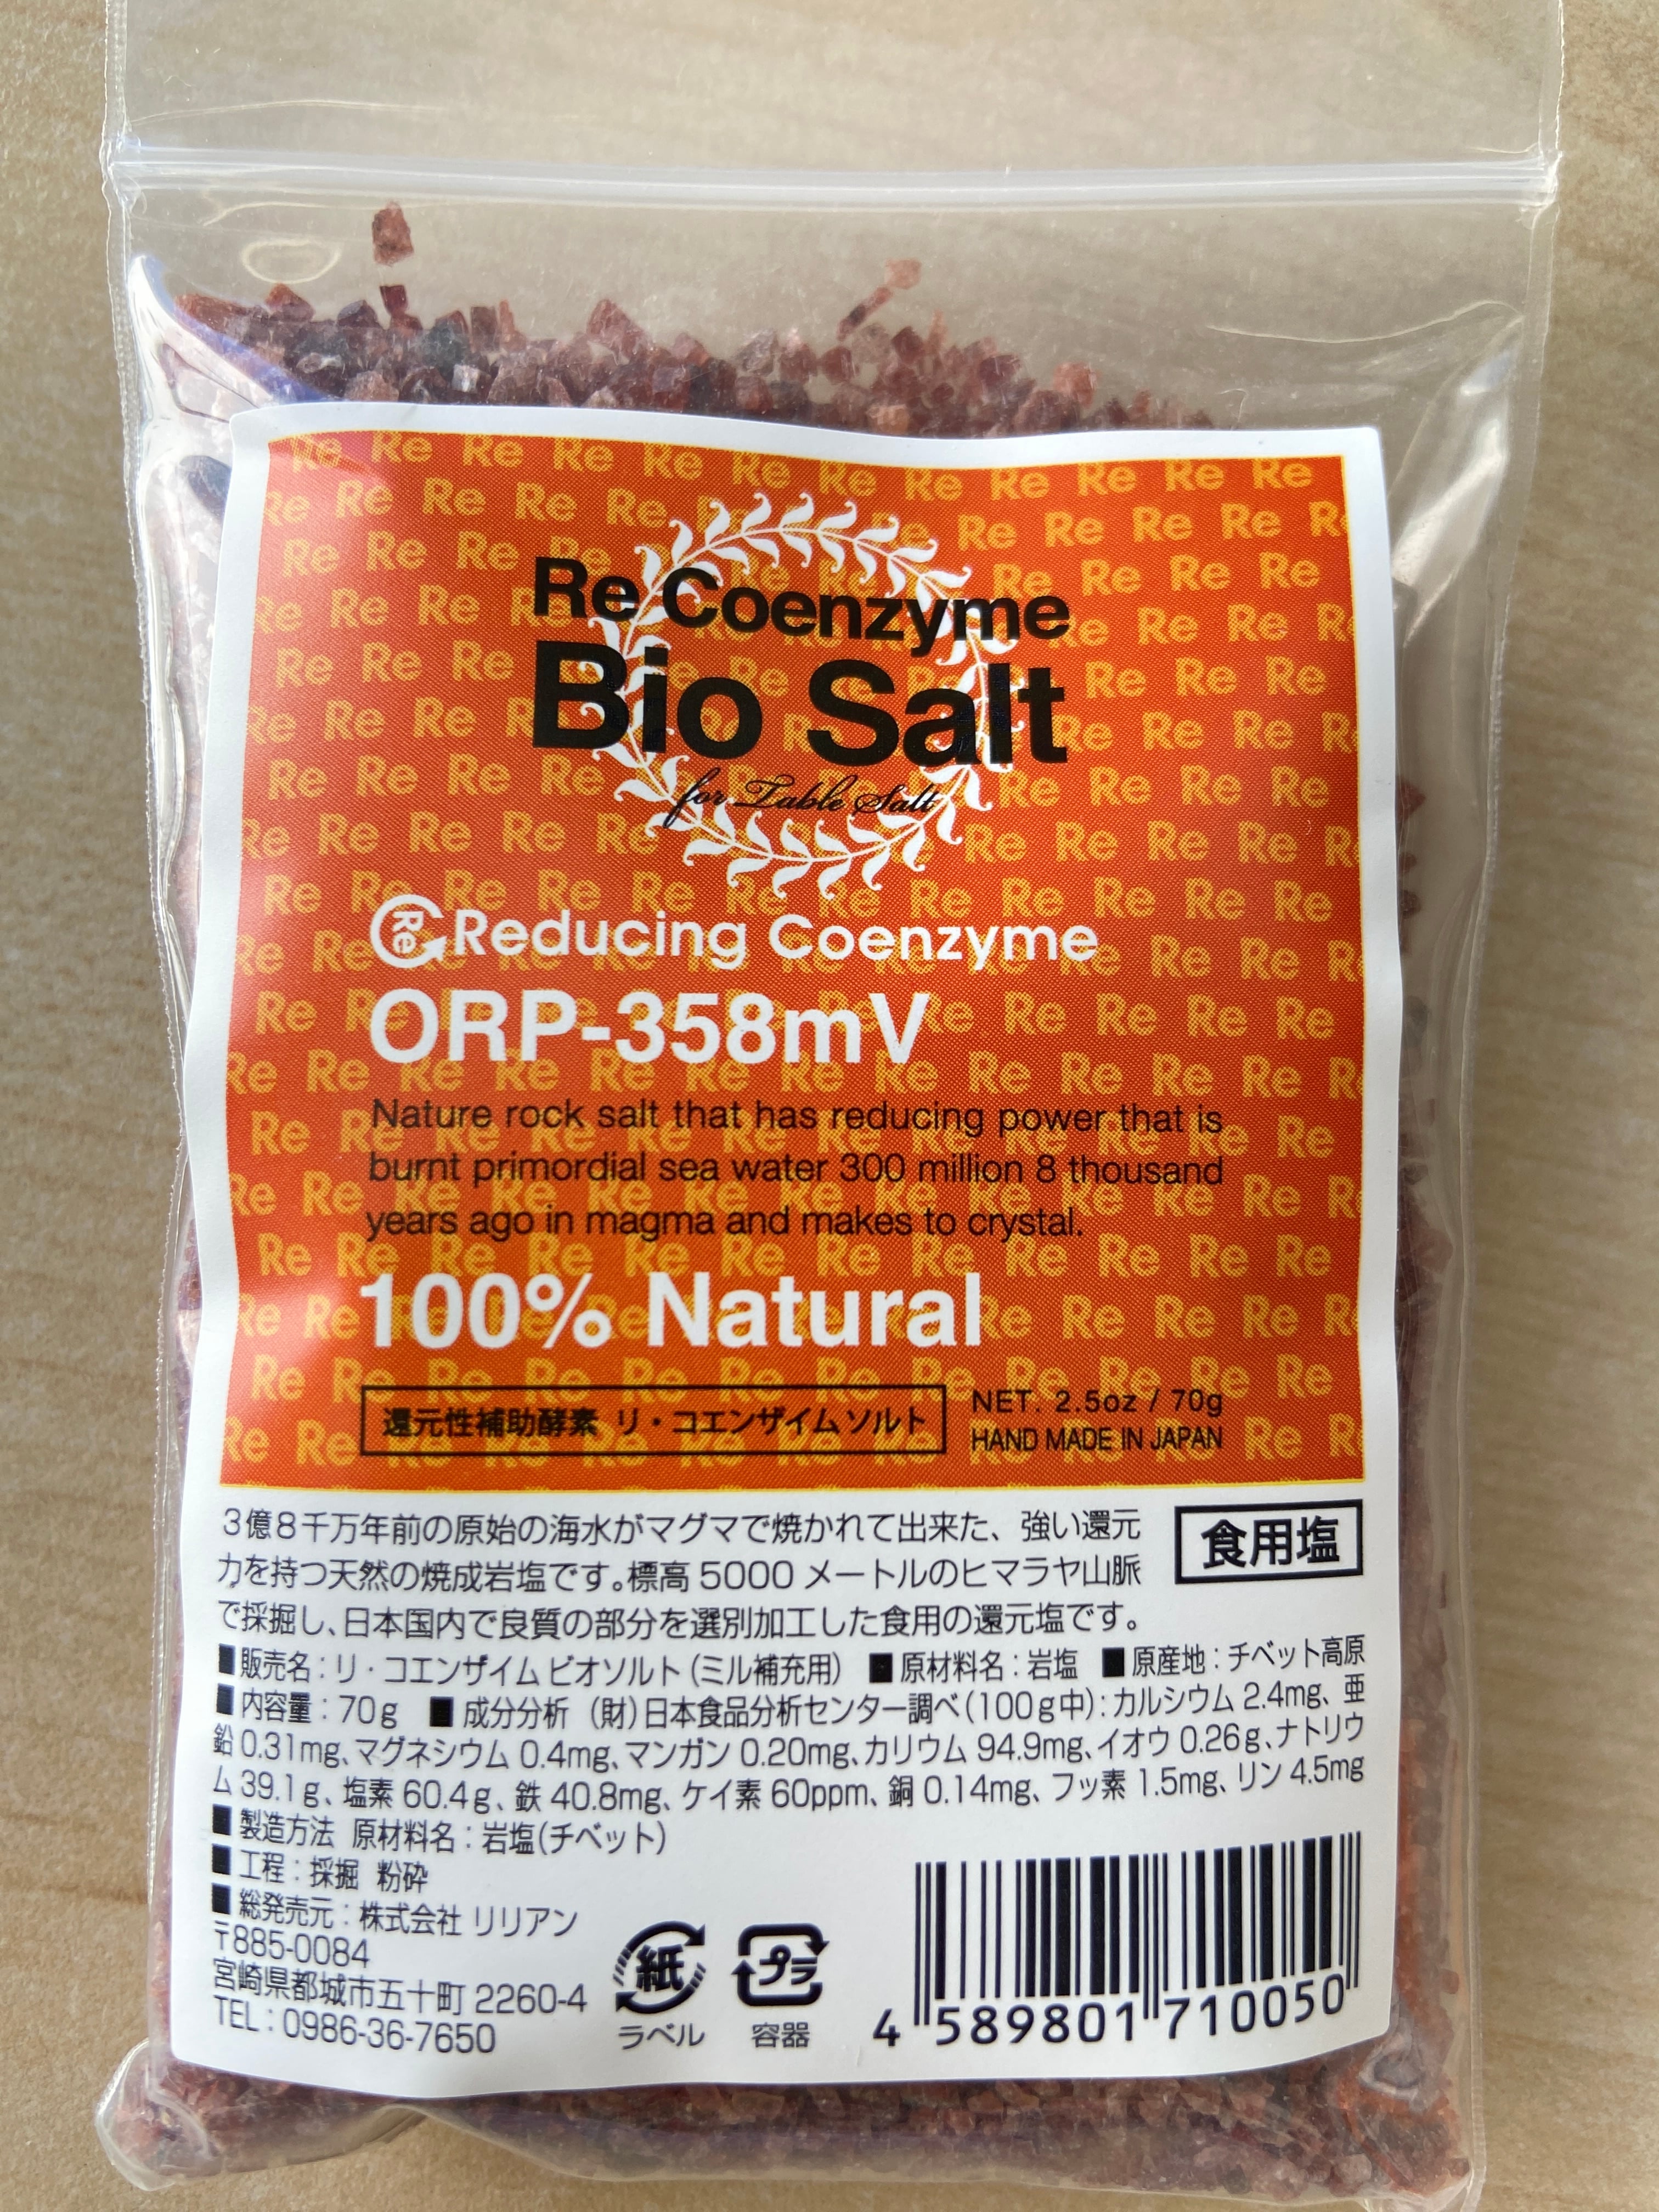 Re Coenzyme
Bio Salt
for Table Salt
Re Reducing Coenzyme
ORP-358mV
Nature rock salt that has reducing power that is
burnt primordial sea water 300 million 8 thousand
years ago in magma and makes to crystal.
100% Natural
還元性補助酵素 リ・コエンザイム ソルト
NET. 2.5oz / 70g
HAND MADE IN JAPAN
3億8千万年前の原始の海水がマグマで焼かれて出来た、強い還元
力を持つ天然の焼成岩塩です。標高 5000 メートルのヒマラヤ山脈
で採掘し、日本国内で良質の部分を選別加工した食用の還元塩です。
食用塩
■販売名：リ・コエンザイム ビオソルト (ミル補充用) ■原材料名：岩塩 ■原産地：チベット高原
■内容量：70g ■成分分析 (財)日本食品分析センター調べ(100g中)：カルシウム 2.4mg、亜
鉛 0.31mg、マグネシウム 0.4mg、マンガン 0.20mg、カリウム 94.9mg、イオウ 0.26g、ナトリウ
ム 39.1g、塩素 60.4g、鉄 40.8mg、ケイ素 60ppm、銅 0.14mg、フッ素 1.5mg、リン 4.5mg
■製造方法 原材料名：岩塩(チベット)
■工程：採掘 粉砕
■総発売元：株式会社 リリアン
〒885-0084
宮崎県都城市五十町 2260-4
TEL：0986-36-7650
紙
ラベル
プラ
容器
4 589801 710050